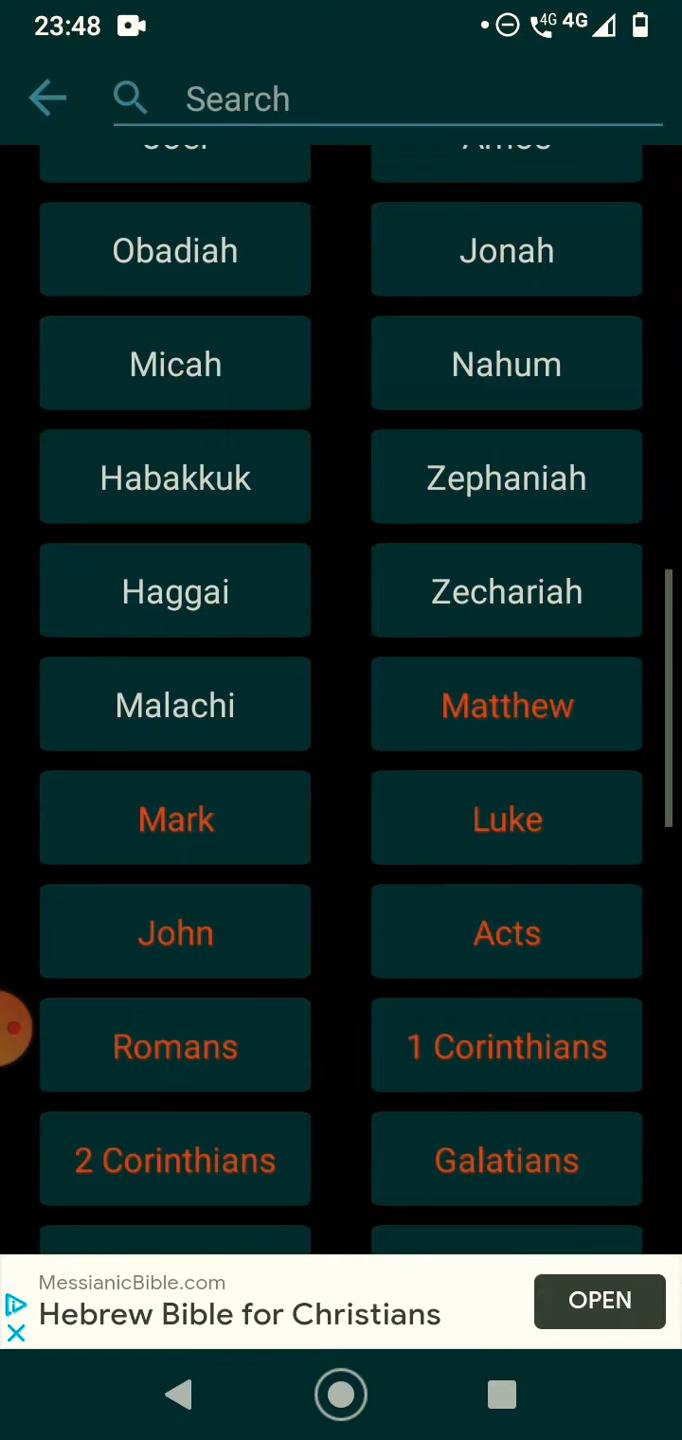 23:48 4G 4G
Search
Obadiah Jonah
Micah Nahum
Habakkuk Zephaniah
Haggai Zechariah
Malachi Matthew
Mark Luke
John Acts
Romans 1 Corinthians
2 Corinthians Galatians
MessianicBible.com
Hebrew Bible for Christians
OPEN